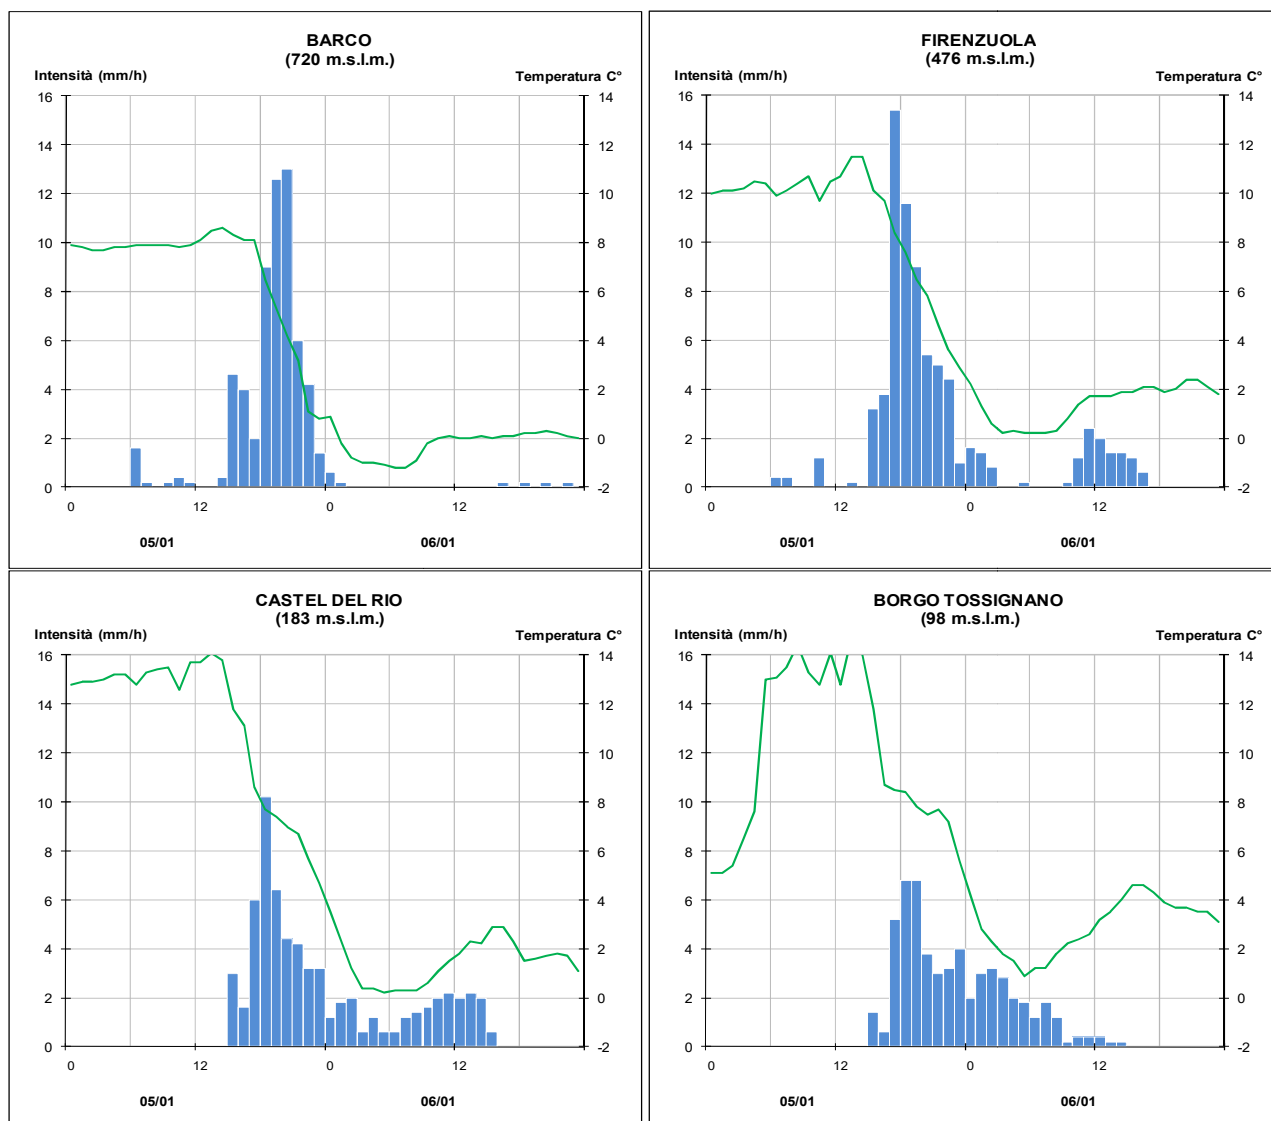 BARCO
(720 m.s.l.m.)
Intensità (mm/h) Temperatura C°
16 14
14 12
12 10
10 8
8 6
6 4
4 2
2 0
0 -2
0 12 0 12
05/01 06/01
FIRENZUOLA
(476 m.s.l.m.)
Intensità (mm/h) Temperatura C°
16 14
14 12
12 10
10 8
8 6
6 4
4 2
2 0
0 -2
0 12 0 12
05/01 06/01
CASTEL DEL RIO
(183 m.s.l.m.)
Intensità (mm/h) Temperatura C°
16 14
14 12
12 10
10 8
8 6
6 4
4 2
2 0
0 -2
0 12 0 12
05/01 06/01
BORGO TOSSIGNANO
(98 m.s.l.m.)
Intensità (mm/h) Temperatura C°
16 14
14 12
12 10
10 8
8 6
6 4
4 2
2 0
0 -2
0 12 0 12
05/01 06/01